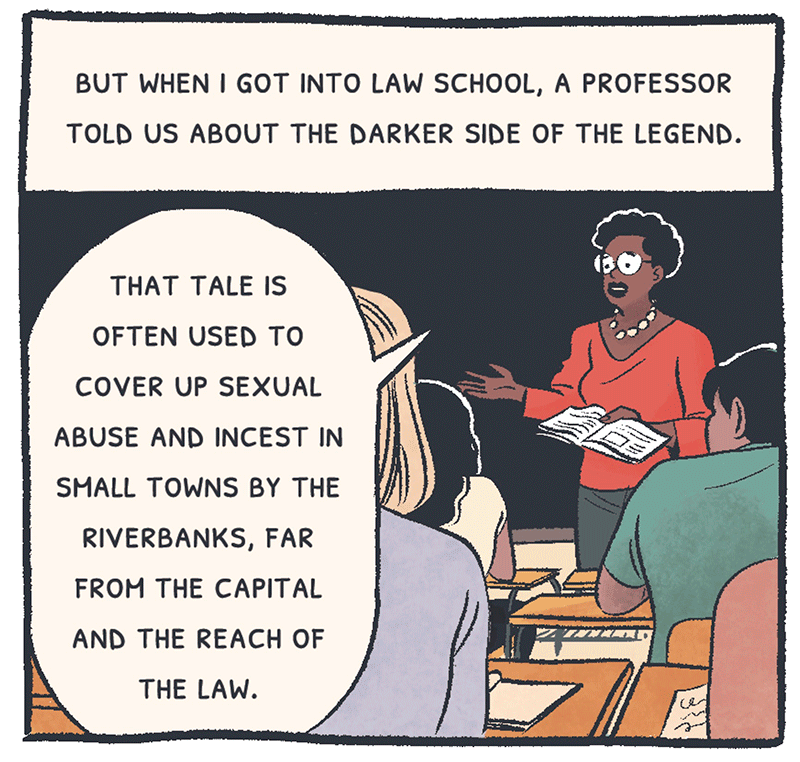 BUT WHEN I GOT INTO LAW SCHOOL, A PROFESSOR
TOLD US ABOUT THE DARKER SIDE OF THE LEGEND.
THAT TALE IS
OFTEN USED TO
COVER UP SEXUAL
ABUSE AND INCEST IN
SMALL TOWNS BY THE
RIVERBANKS, FAR
FROM THE CAPITAL
AND THE REACH OF
THE LAW.